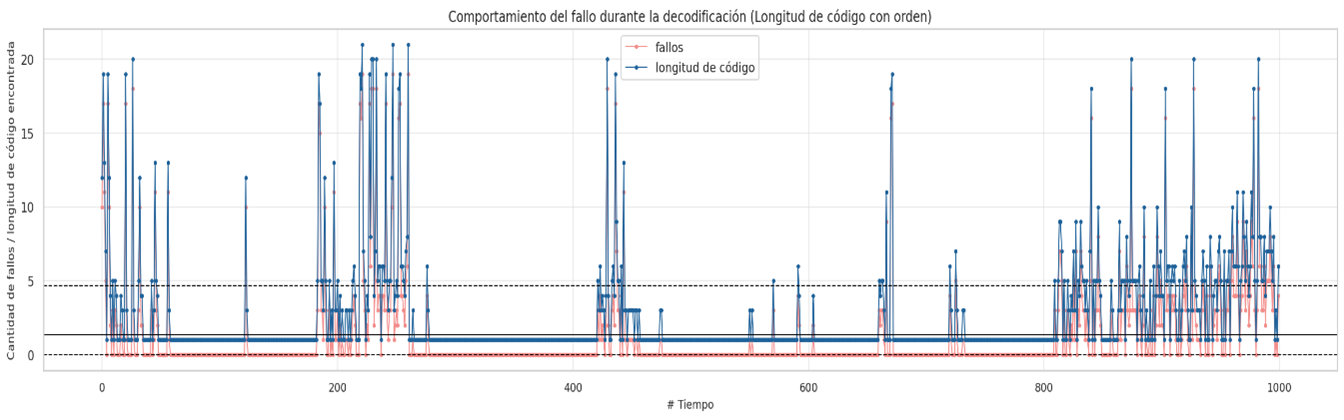 Comportamiento del fallo durante la decodificación (Longitud de código con orden)
fallos
longitud de código
Cantidad de fallos / longitud de código encontrada
20
15
10
5
0
0 200 400 600 800 1000
# Tiempo